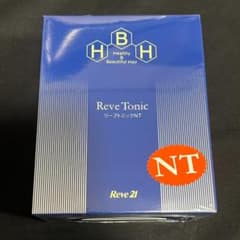 H B H
Healthy
&
Beautiful Hair
Reve Tonic
リーブトニックNT
NT
Reve21